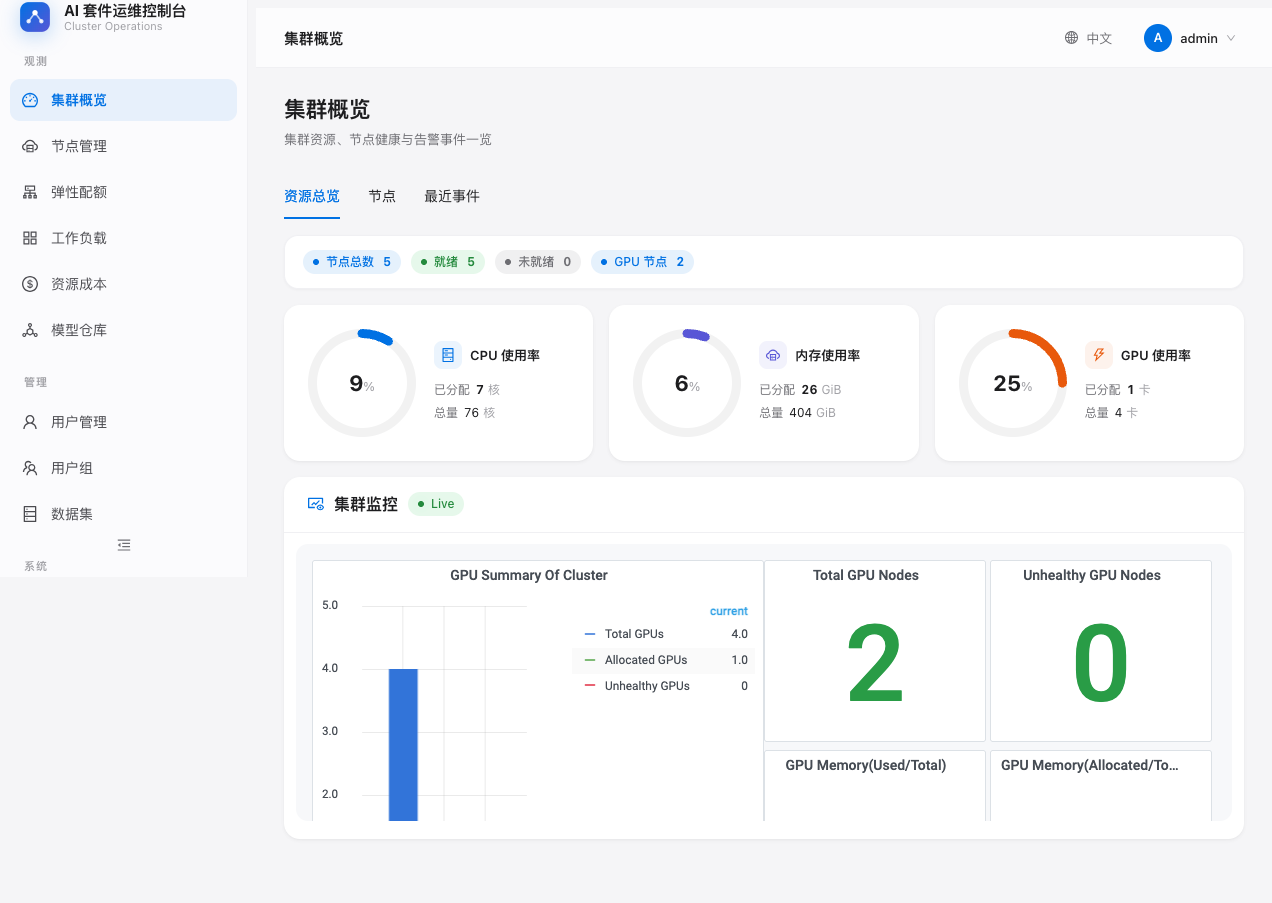 AI 套件运维控制台
Cluster Operations
观测
集群概览
节点管理
弹性配额
工作负载
资源成本
模型仓库
管理
用户管理
用户组
数据集
系统
集群概览
中文
A admin
集群概览
集群资源、节点健康与告警事件一览
资源总览 节点 最近事件
节点总数 5 就绪 5 未就绪 0 GPU 节点 2
9%
CPU 使用率
已分配 7 核
总量 76 核
6%
内存使用率
已分配 26 GiB
总量 404 GiB
25%
GPU 使用率
已分配 1 卡
总量 4 卡
集群监控 Live
GPU Summary Of Cluster
5.0
4.0
3.0
2.0
current
Total GPUs 4.0
Allocated GPUs 1.0
Unhealthy GPUs 0
Total GPU Nodes
2
Unhealthy GPU Nodes
0
GPU Memory(Used/Total)
GPU Memory(Allocated/To...